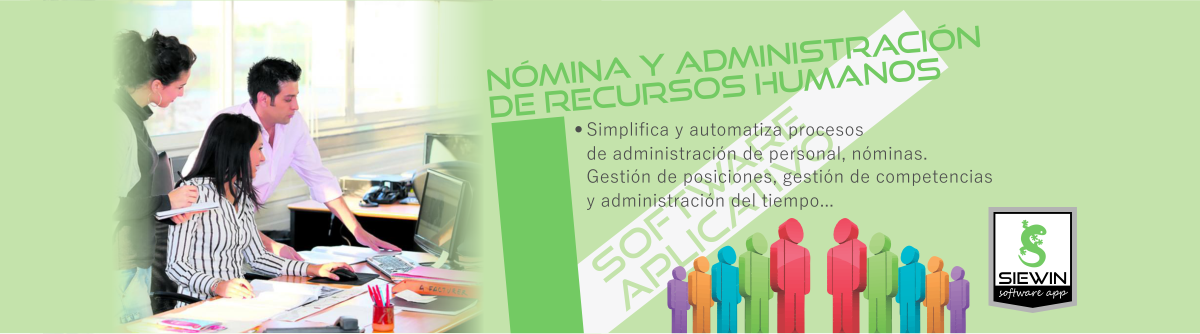 NÓMINA Y ADMINISTRACIÓN
DE RECURSOS HUMANOS
• Simplifica y automatiza procesos
de administración de personal, nóminas.
Gestión de posiciones, gestión de competencias
y administración del tiempo...
SOFTWARE
APLICATIVO
SIEWIN
software app